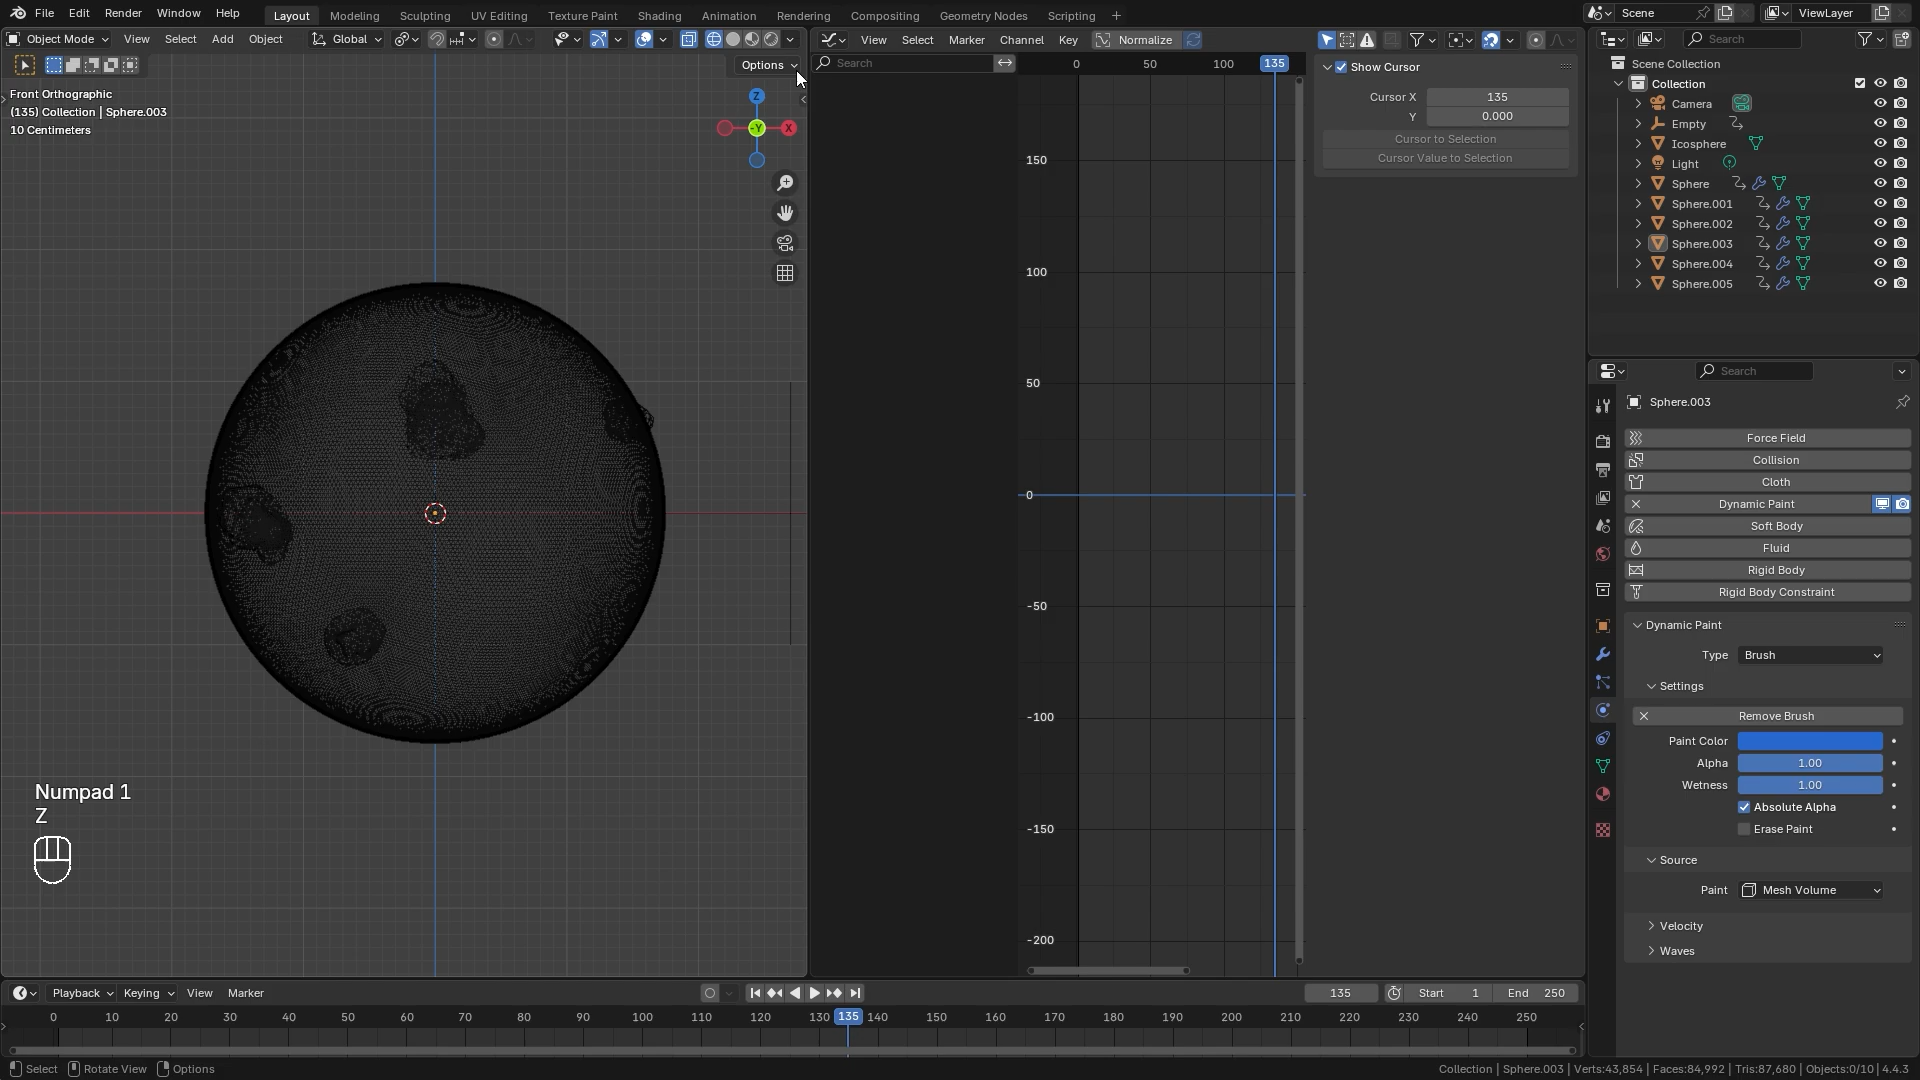 File Edit Render Window Help Layout Modeling Sculpting UV Editing Texture Paint Shading Animation Rendering Compositing Geometry Nodes Scripting + Scene ViewLayer
Object Mode View Select Add Object Global View Select Marker Channel Key Normalize Search
Options Search 0 50 100 135
Front Orthographic
(135) Collection | Sphere.003
10 Centimeters
Z
-Y
X
150
100
50
0
-50
-100
-150
-200
Show Cursor
Cursor X 135
Y 0.000
Cursor to Selection
Cursor Value to Selection
Numpad 1
Z
Scene Collection
Collection
Camera
Empty
Icosphere
Light
Sphere
Sphere.001
Sphere.002
Sphere.003
Sphere.004
Sphere.005
Search
Sphere.003
Force Field
Collision
Cloth
Dynamic Paint
Soft Body
Fluid
Rigid Body
Rigid Body Constraint
Dynamic Paint
Type Brush
Settings
Remove Brush
Paint Color
Alpha 1.00
Wetness 1.00
Absolute Alpha
Erase Paint
Source
Paint Mesh Volume
Velocity
Waves
Playback Keying View Marker 135 Start 1 End 250
0 10 20 30 40 50 60 70 80 90 100 110 120 130 135 140 150 160 170 180 190 200 210 220 230 240 250
Select Rotate View Options Collection | Sphere.003 | Verts:43,854 | Faces:84,992 | Tris:87,680 | Objects:0/10 | 4.4.3